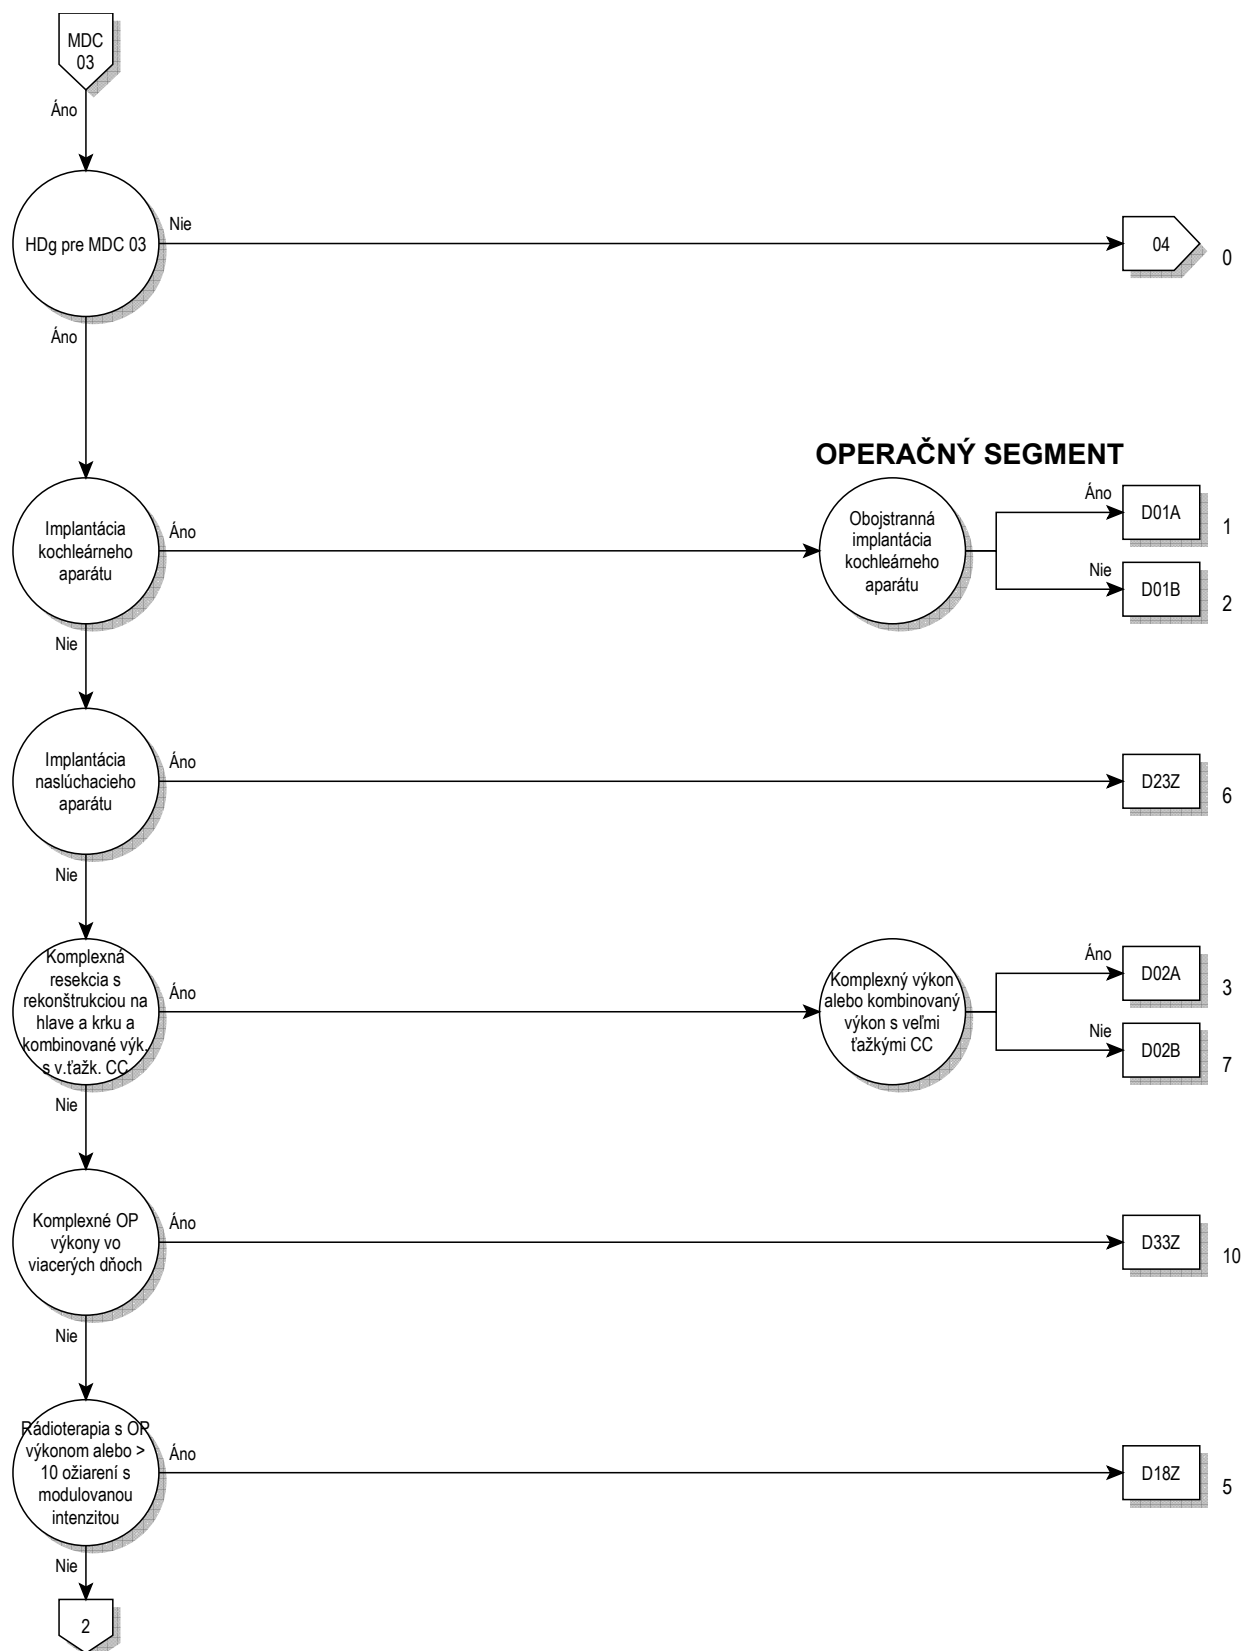 MDC
03
Áno
HDg pre MDC 03
Nie
04
0
Áno
OPERAČNÝ SEGMENT
Implantácia
kochleárneho
aparátu
Áno
Obojstranná
implantácia
kochleárneho
aparátu
Áno
D01A
1
Nie
D01B
2
Nie
Implantácia
naslúchacieho
aparátu
Áno
D23Z
6
Nie
Komplexná
resekcia s
rekonštrukciou na
hlave a krku a
kombinované výk.
s v.ťažk. CC
Áno
Komplexný výkon
alebo kombinovaný
výkon s veľmi
ťažkými CC
Áno
D02A
3
Nie
D02B
7
Nie
Komplexné OP
výkony vo
viacerých dňoch
Áno
D33Z
10
Nie
Rádioterapia s OP
výkonom alebo >
10 ožiarení s
modulovanou
intenzitou
Áno
D18Z
5
Nie
2